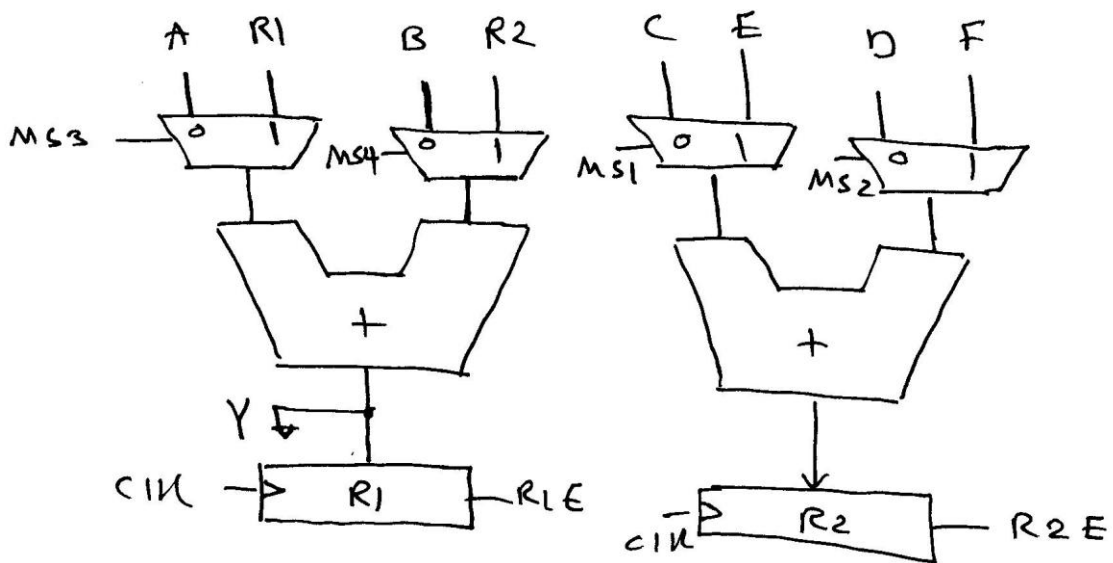 A R1 B R2 C E D F
MS3 0 1 MS4 0 1 MS1 0 1 MS2 0 1
+ +
Y
Clk R1 R1E
Clk R2 R2E